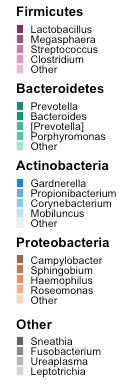 Firmicutes
Lactobacillus
Megasphaera
Streptococcus
Clostridium
Other
Bacteroidetes
Prevotella
Bacteroides
[Prevotella]
Porphyromonas
Other
Actinobacteria
Gardnerella
Propionibacterium
Corynebacterium
Mobiluncus
Other
Proteobacteria
Campylobacter
Sphingobium
Haemophilus
Roseomonas
Other
Other
Sneathia
Fusobacterium
Ureaplasma
Leptotrichia